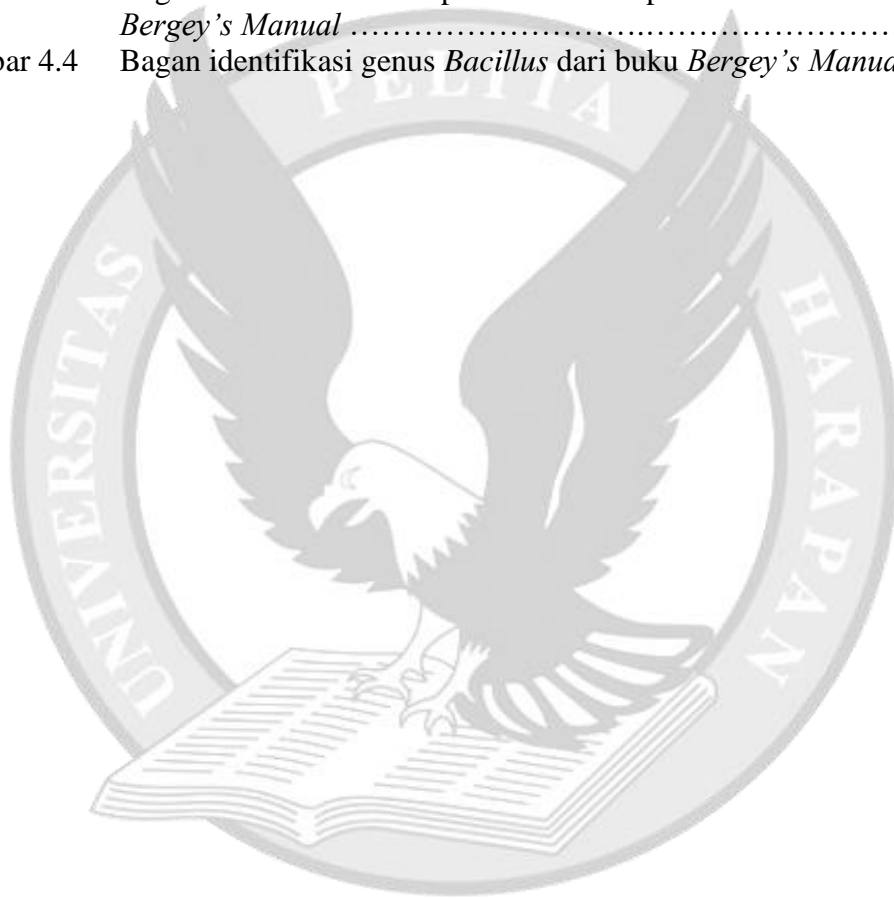 Bergey's Manual ……………………….…………………
bar 4.4 Bagan identifikasi genus Bacillus dari buku Bergey's Manua
PELITA
UNIVERSITAS
HARAPAN